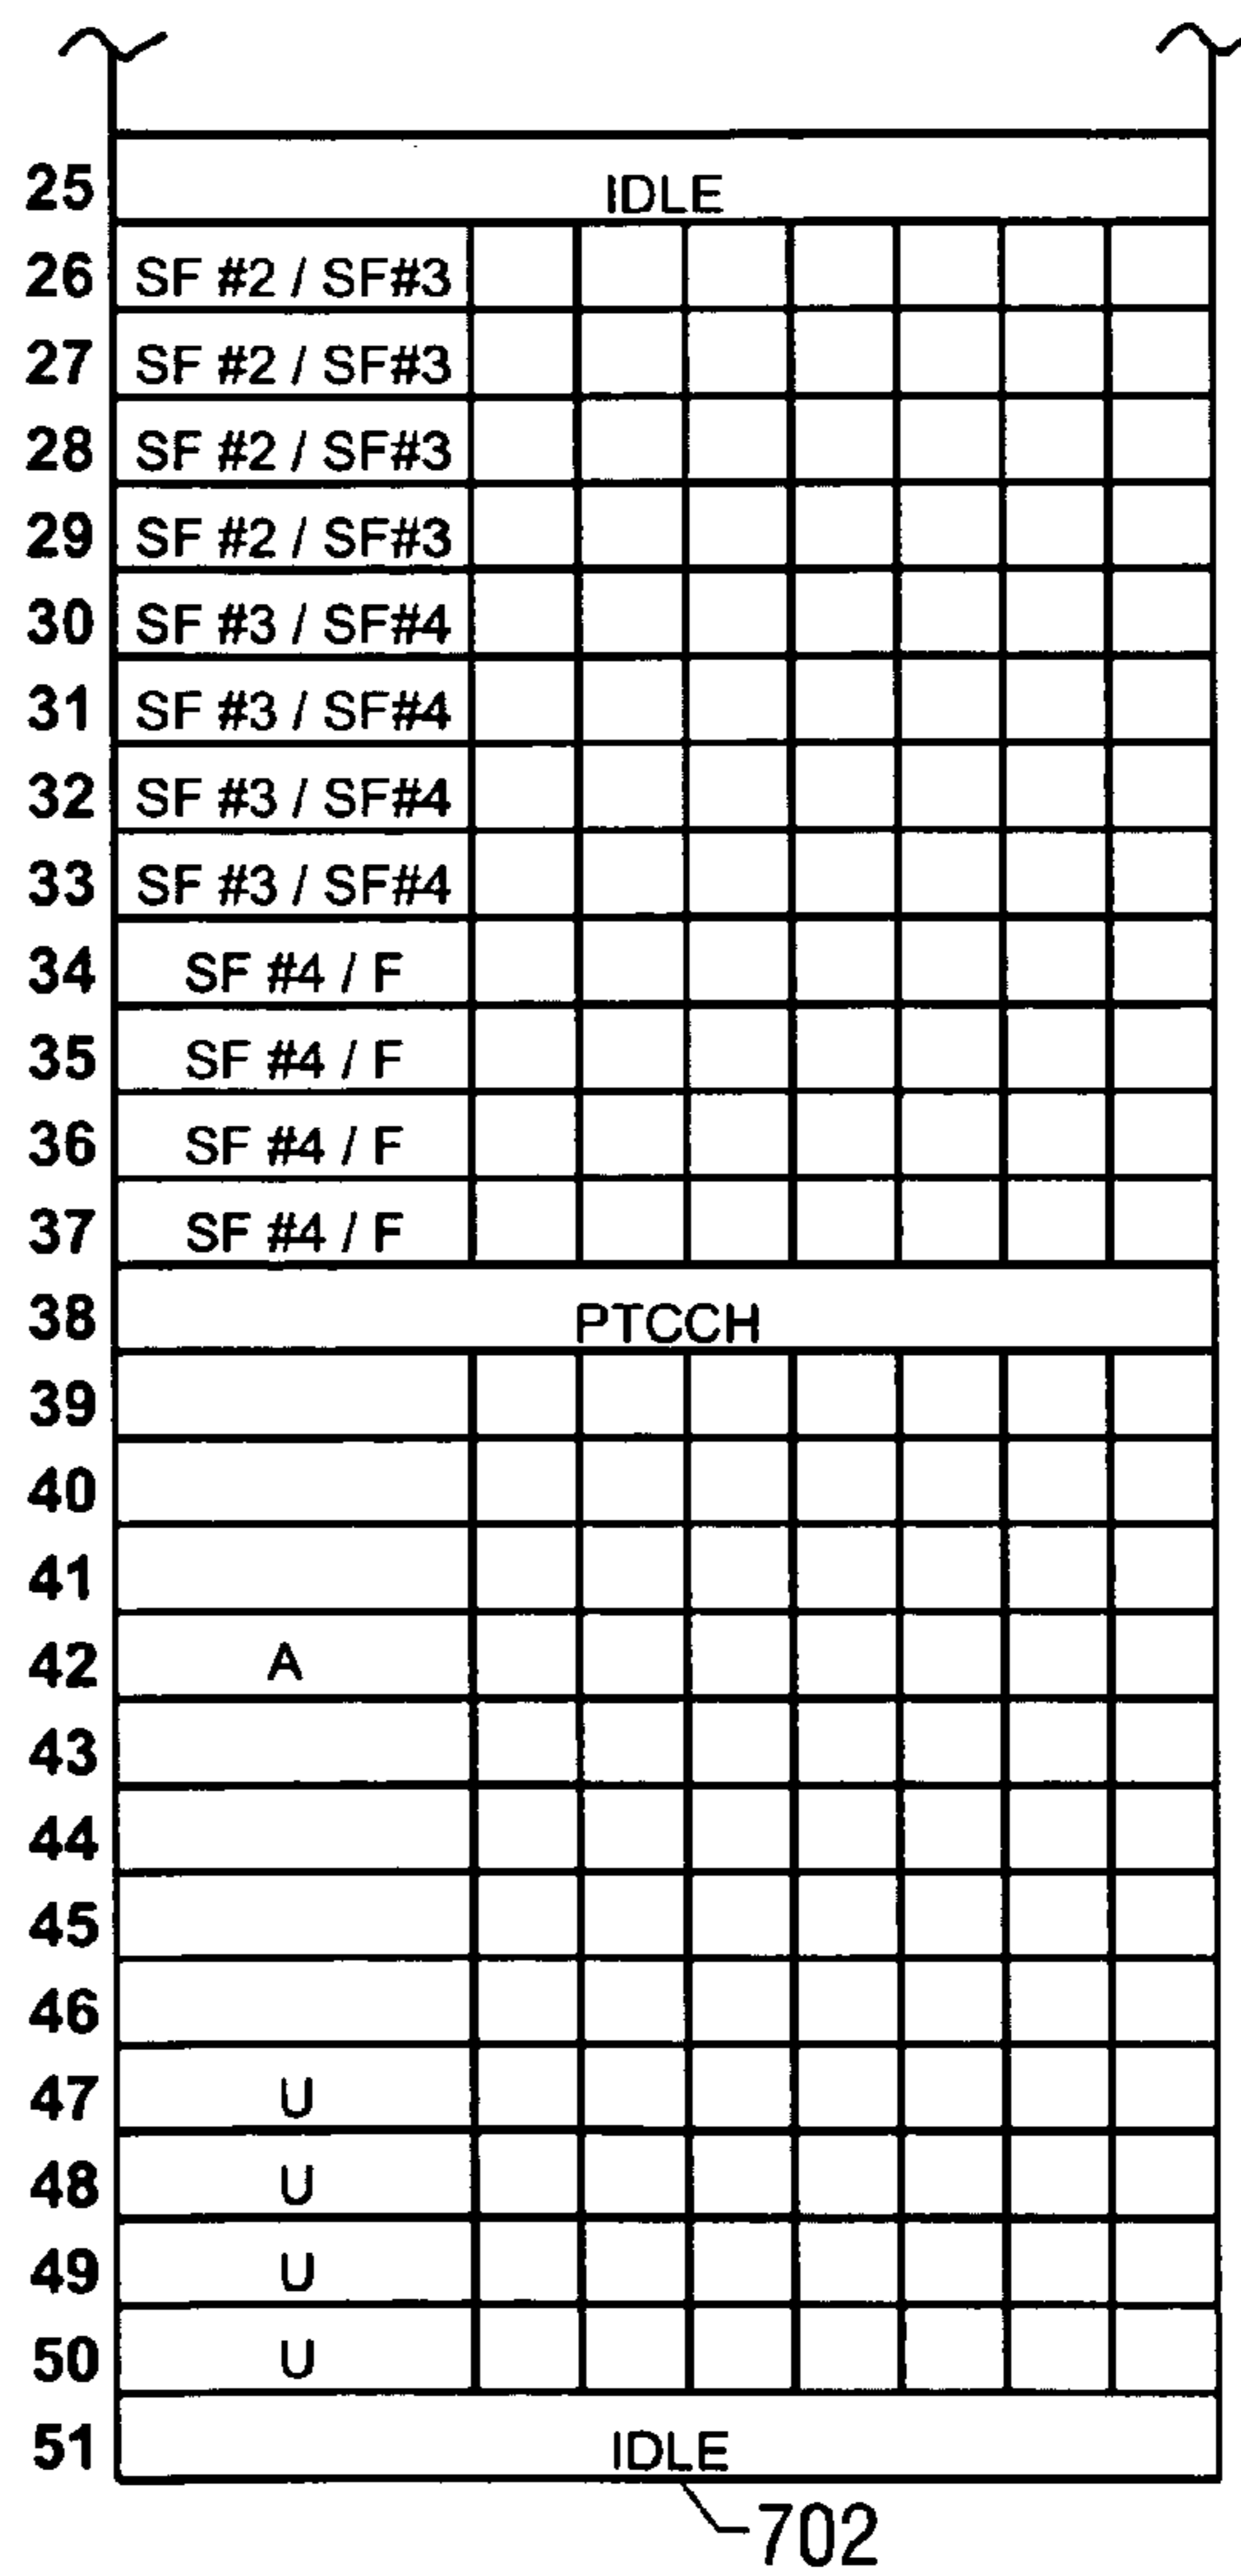 25 IDLE
26 SF #2 / SF#3
27 SF #2 / SF#3
28 SF #2 / SF#3
29 SF #2 / SF#3
30 SF #3 / SF#4
31 SF #3 / SF#4
32 SF #3 / SF#4
33 SF #3 / SF#4
34 SF #4 / F
35 SF #4 / F
36 SF #4 / F
37 SF #4 / F
38 PTCCH
39
40
41
42 A
43
44
45
46
47 U
48 U
49 U
50 U
51 IDLE
702